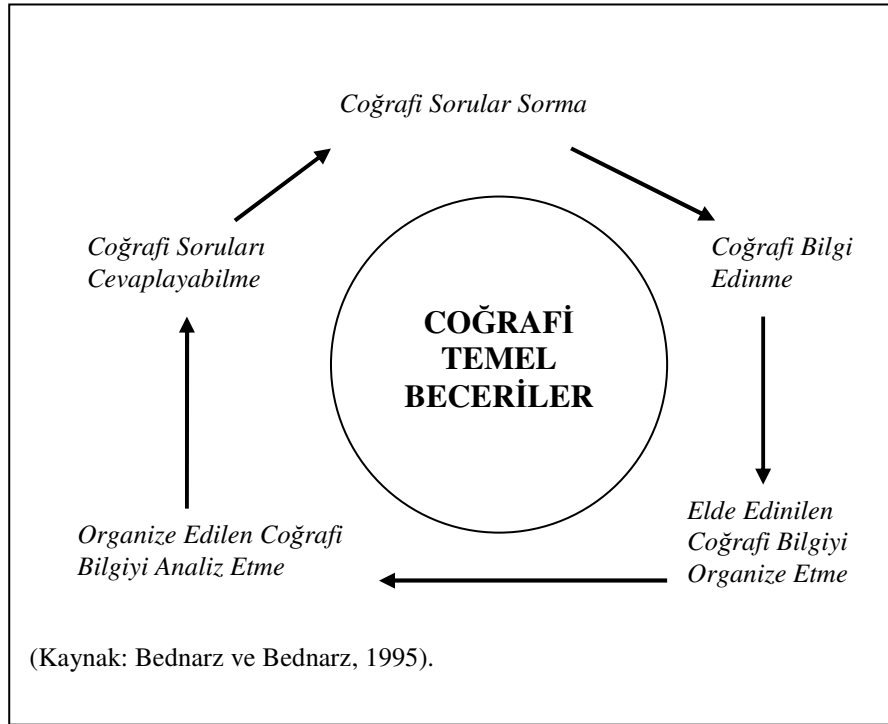 Coğrafi Sorular Sorma
Coğrafi Soruları
Cevaplayabilme
Coğrafi Bilgi
Edinme
COĞRAFİ
TEMEL
BECERİLER
Elde Edinilen
Coğrafi Bilgiyi
Organize Etme
Organize Edilen Coğrafi
Bilgiyi Analiz Etme
(Kaynak: Bednarz ve Bednarz, 1995).